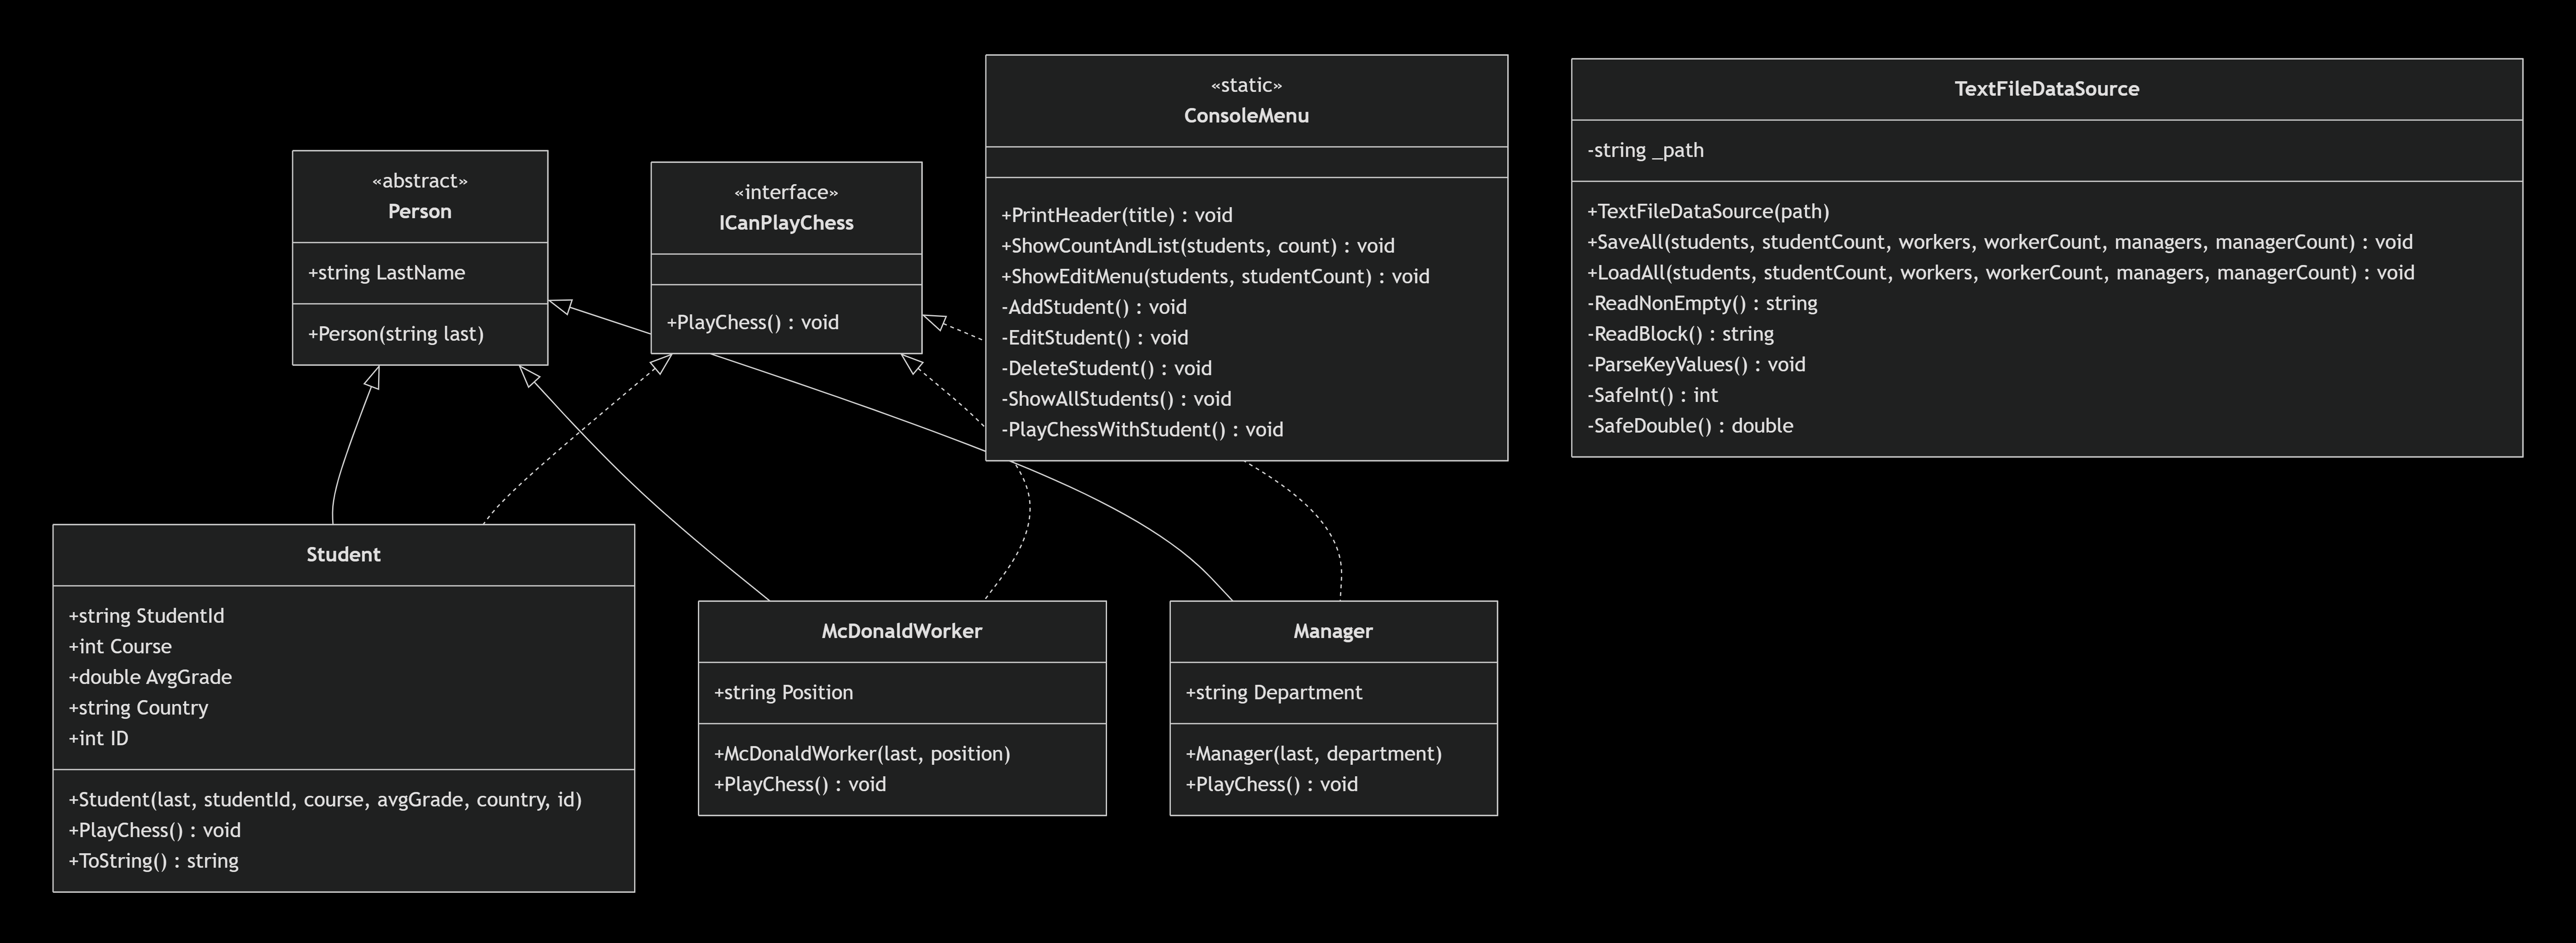 «abstract»
Person
+string LastName
+Person(string last)
«interface»
ICanPlayChess
+PlayChess() : void
«static»
ConsoleMenu
+PrintHeader(title) : void
+ShowCountAndList(students, count) : void
+ShowEditMenu(students, studentCount) : void
-AddStudent() : void
-EditStudent() : void
-DeleteStudent() : void
-ShowAllStudents() : void
-PlayChessWithStudent() : void
TextFileDataSource
-string _path
+TextFileDataSource(path)
+SaveAll(students, studentCount, workers, workerCount, managers, managerCount) : void
+LoadAll(students, studentCount, workers, workerCount, managers, managerCount) : void
-ReadNonEmpty() : string
-ReadBlock() : string
-ParseKeyValues() : void
-SafeInt() : int
-SafeDouble() : double
Student
+string StudentId
+int Course
+double AvgGrade
+string Country
+int ID
+Student(last, studentId, course, avgGrade, country, id)
+PlayChess() : void
+ToString() : string
McDonaldWorker
+string Position
+McDonaldWorker(last, position)
+PlayChess() : void
Manager
+string Department
+Manager(last, department)
+PlayChess() : void